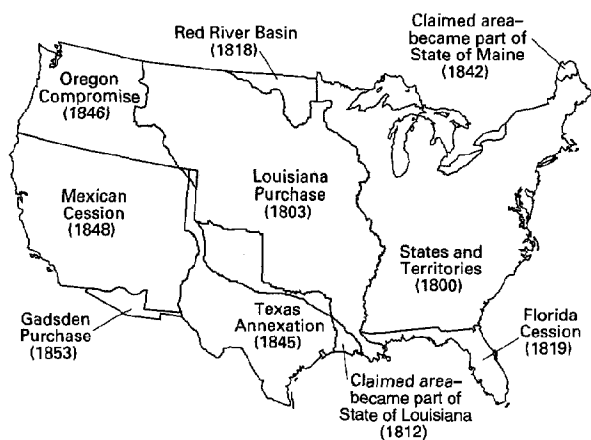 Red River Basin
(1818)
Claimed area–
became part of
State of Maine
(1842)
Oregon
Compromise
(1846)
Mexican
Cession
(1848)
Louisiana
Purchase
(1803)
States and
Territories
(1800)
Gadsden
Purchase
(1853)
Texas
Annexation
(1845)
Florida
Cession
(1819)
Claimed area–
became part of
State of Louisiana
(1812)